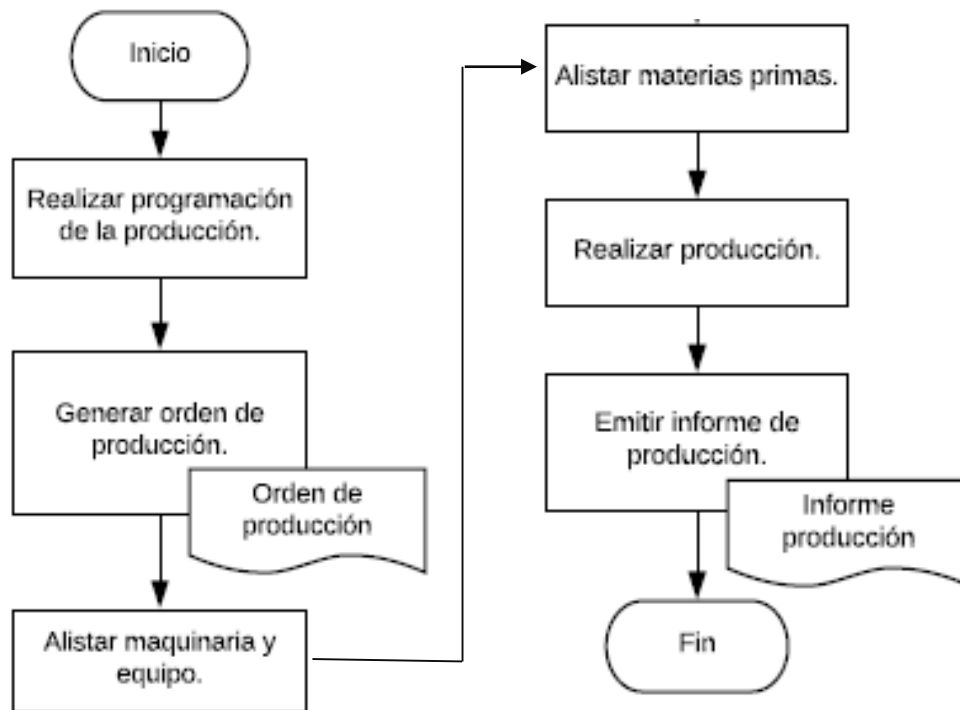 Inicio
Realizar programación
de la producción.
Generar orden de
producción.
Orden de
producción
Alistar maquinaria y
equipo.
Alistar materias primas.
Realizar producción.
Emitir informe de
producción.
Informe
producción
Fin